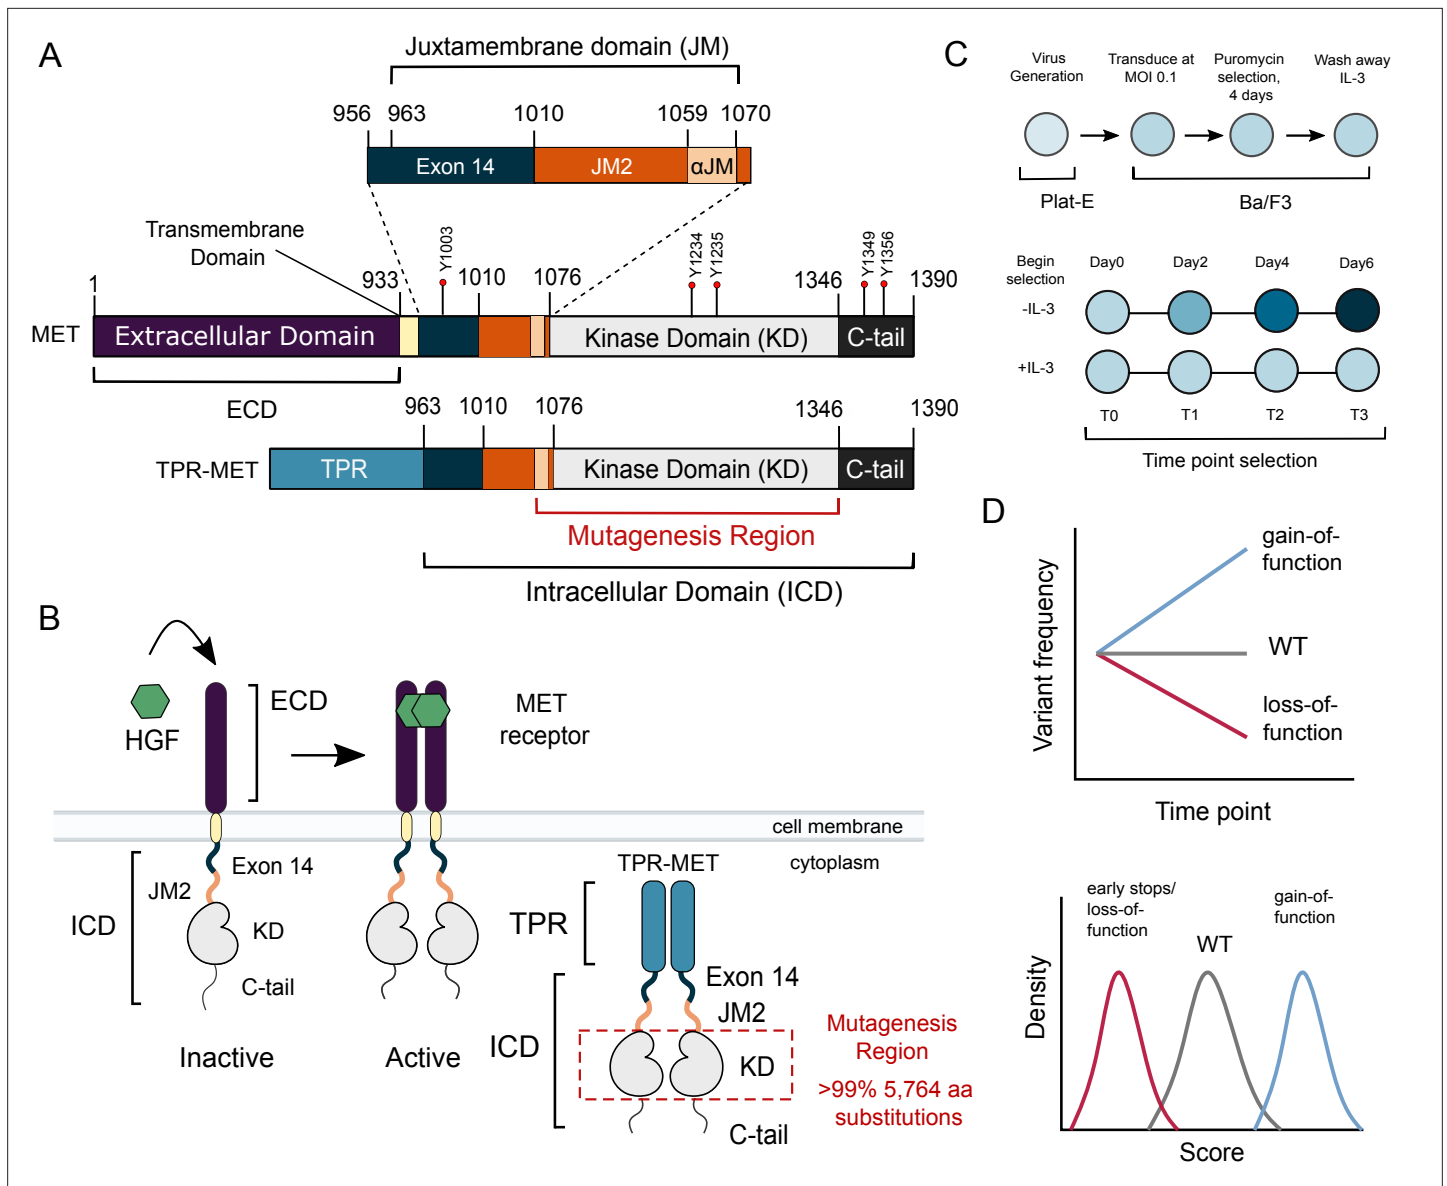 A
Juxtamembrane domain (JM)
956 963 1010 1059 1070
Exon 14 JM2 αJM
Transmembrane
Domain
1 933 Y1003 1010 1076 Y1234 Y1235 1346 Y1349 Y1356 1390
MET Extracellular Domain Kinase Domain (KD) C-tail
ECD
963 1010 1076 1346 1390
TPR-MET TPR Kinase Domain (KD) C-tail
Mutagenesis Region
Intracellular Domain (ICD)
B
HGF
ECD
MET
receptor
cell membrane
cytoplasm
ICD
Exon 14
JM2
KD
C-tail
Inactive
Active
TPR-MET
TPR
Exon 14
JM2
ICD
KD
C-tail
Mutagenesis
Region
>99% 5,764 aa
substitutions
C
Virus
Generation
Transduce at
MOI 0.1
Puromycin
selection,
4 days
Wash away
IL-3
Plat-E
Ba/F3
Begin
selection
Day0 Day2 Day4 Day6
-IL-3
+IL-3
T0 T1 T2 T3
Time point selection
D
Variant frequency
gain-of-
function
WT
loss-of-
function
Time point
Density
early stops/
loss-of-
function
WT
gain-of-
function
Score